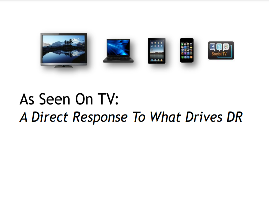 As Seen On TV:
A Direct Response To What Drives DR